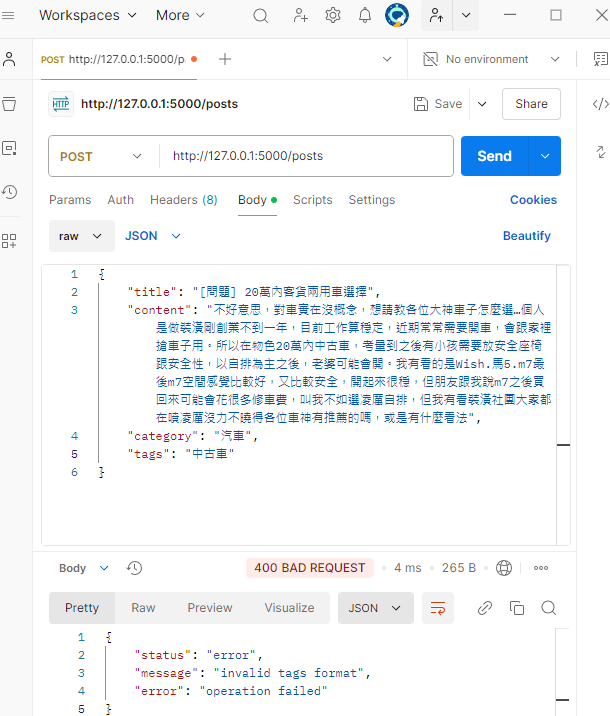 Workspaces More
POST http://127.0.0.1:5000/p
No environment
HTTP http://127.0.0.1:5000/posts Save Share
POST http://127.0.0.1:5000/posts Send
Params Auth Headers (8) Body Scripts Settings Cookies
raw JSON Beautify
1 {
2 "title": "[問題] 20萬內客貨兩用車選擇",
3 "content": "不好意思，對車實在沒概念，想請教各位大神車子怎麼選…個人
是做裝潢剛創業不到一年，目前工作算穩定，近期常常需要開車，會跟家裡
搶車子用。所以在物色20萬內中古車，考量到之後有小孩需要放安全座椅
跟安全性，以自排為主之後，老婆可能會開。我有看的是Wish.馬5.m7最
後m7空間感覺比較好，又比較安全，開起來很穩，但朋友跟我說m7之後買
回來可能會花很多修車費，叫我不如選凌厲自排，但我有看裝潢社團大家都
在噴凌厲沒力不曉得各位車神有推薦的嗎，或是有什麼看法",
4 "category": "汽車",
5 "tags": "中古車"
6 }
Body 400 BAD REQUEST 4 ms 265 B
Pretty Raw Preview Visualize JSON
1 {
2 "status": "error",
3 "message": "invalid tags format",
4 "error": "operation failed"
5 }